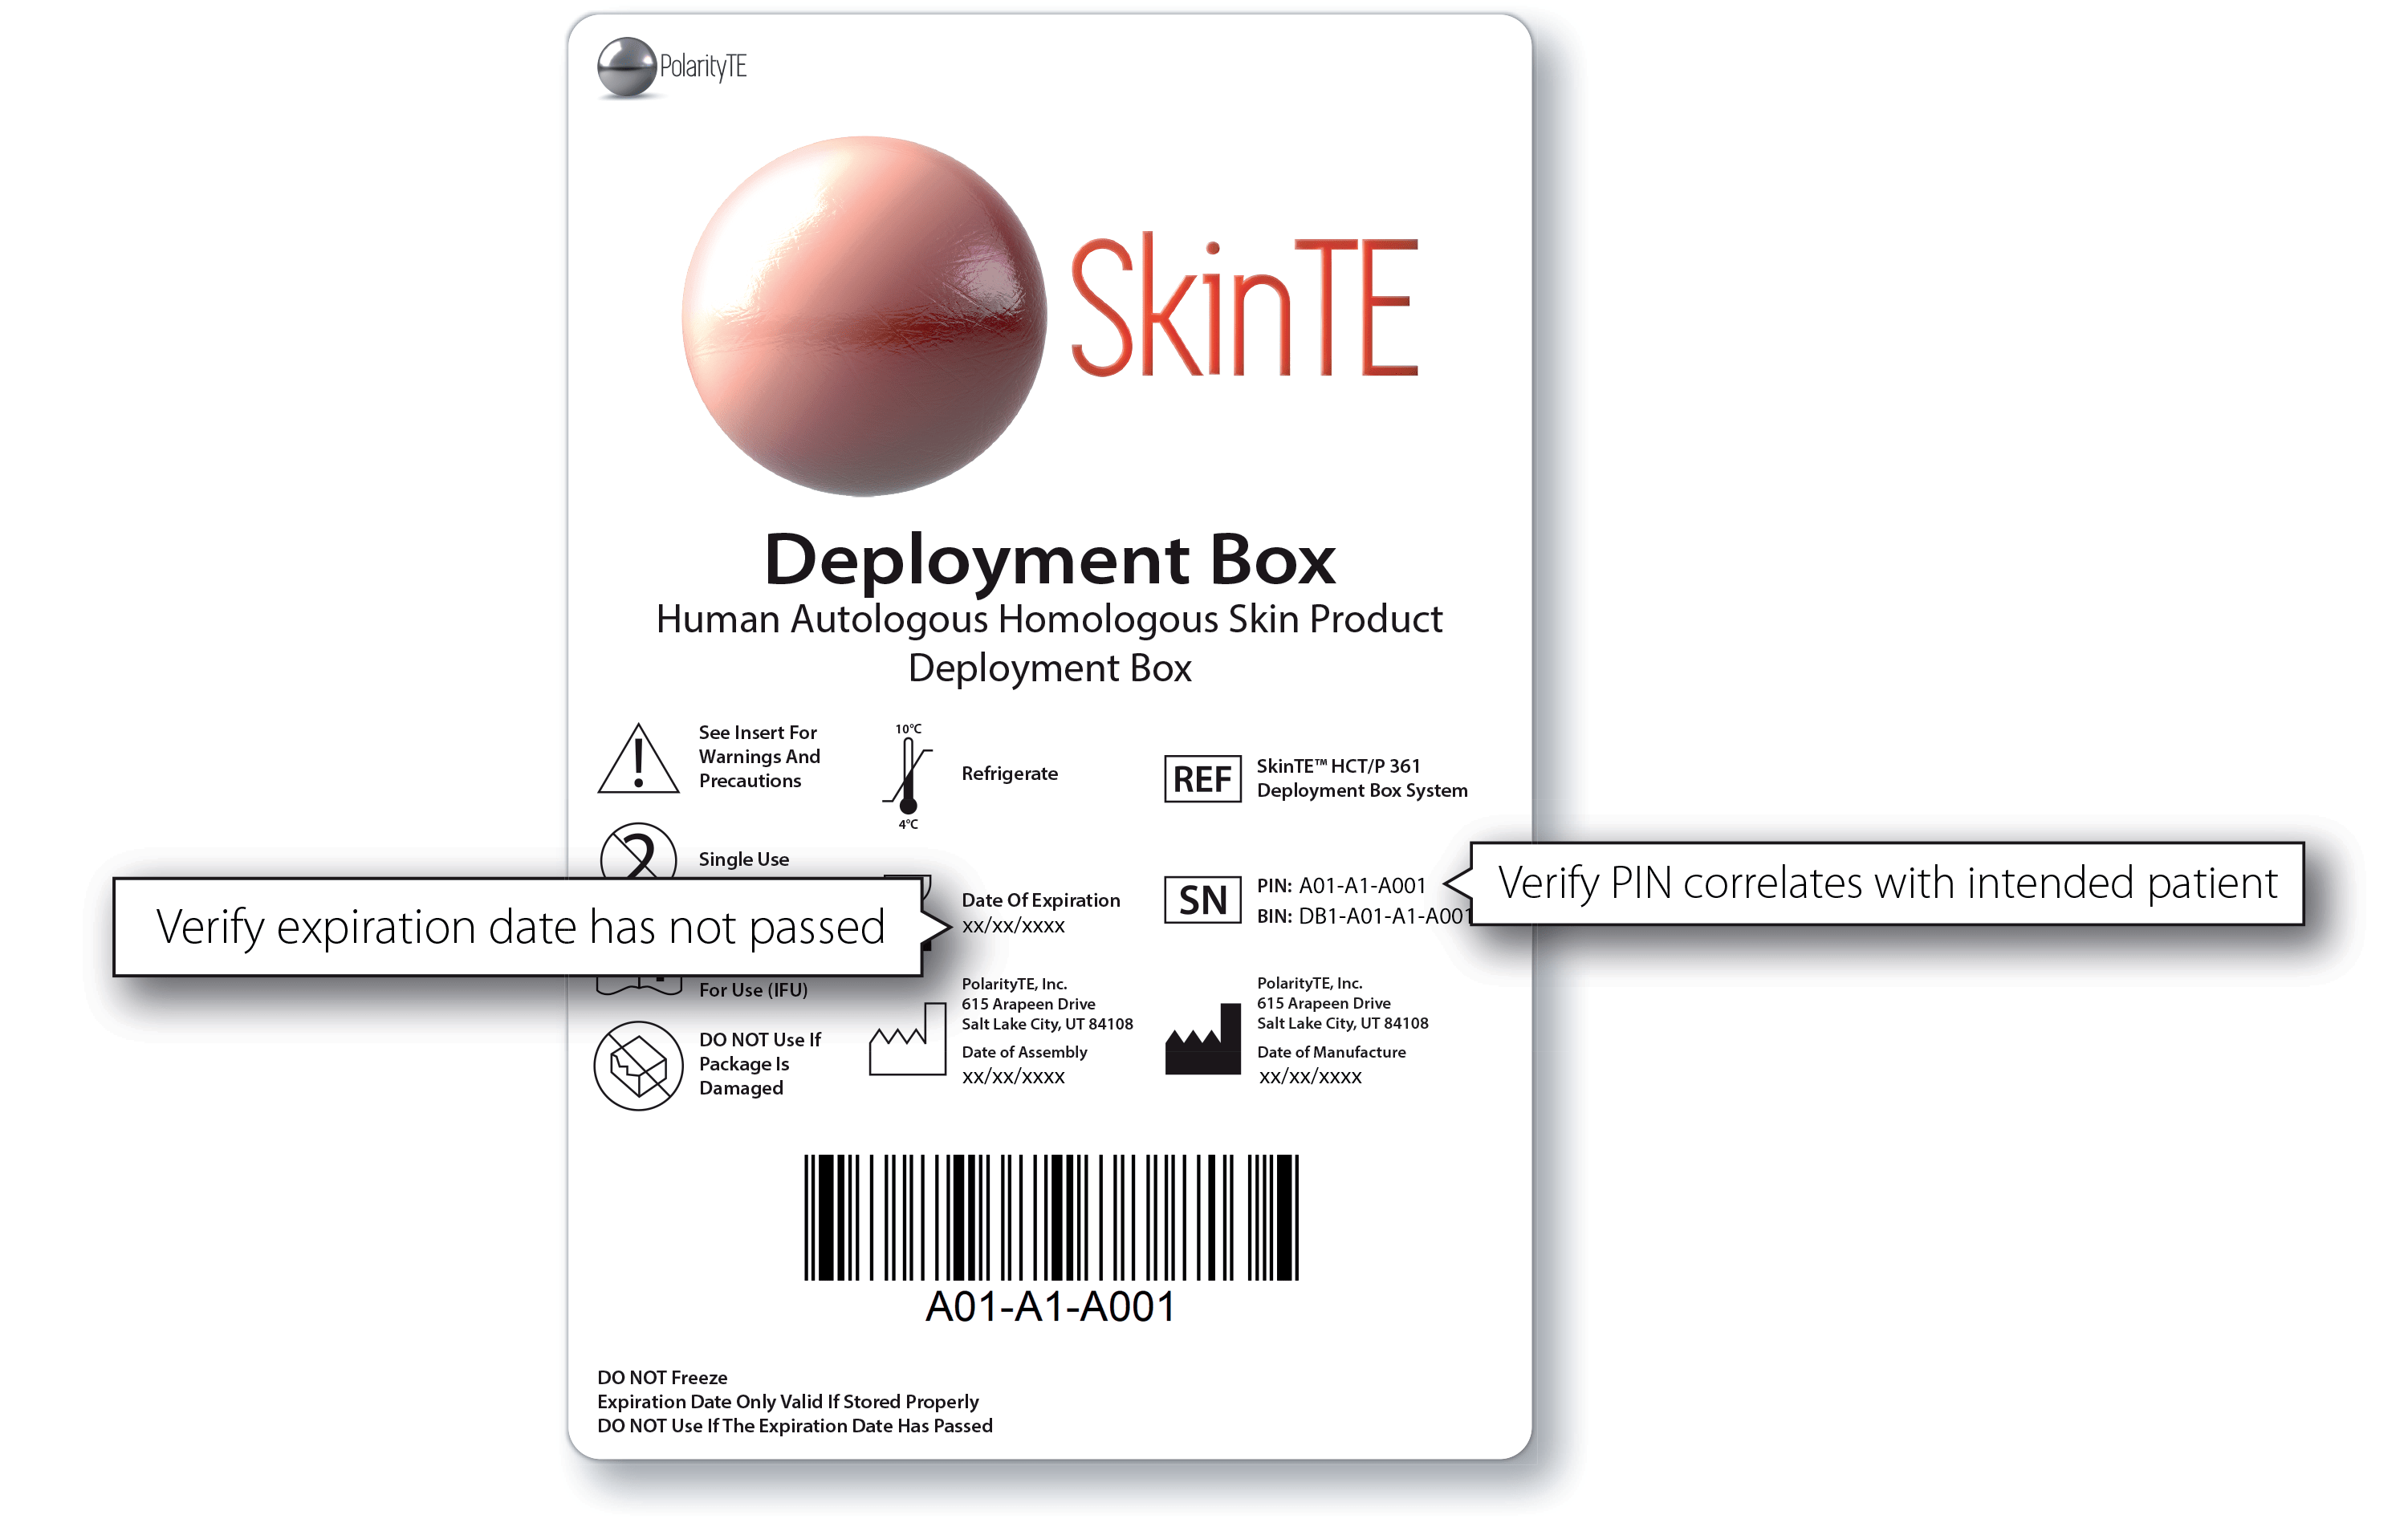 PolarityTE
SkinTE
Deployment Box
Human Autologous Homologous Skin Product
Deployment Box
See Insert For
Warnings And
Precautions
10°C
4°C
Refrigerate
REF
SkinTE™ HCT/P 361
Deployment Box System
2
Single Use
Verify expiration date has not passed
Date Of Expiration
xx/xx/xxxx
SN
PIN: A01-A1-A001
BIN: DB1-A01-A1-A001
Verify PIN correlates with intended patient
For Use (IFU)
PolarityTE, Inc.
615 Arapeen Drive
Salt Lake City, UT 84108
Date of Assembly
xx/xx/xxxx
PolarityTE, Inc.
615 Arapeen Drive
Salt Lake City, UT 84108
Date of Manufacture
xx/xx/xxxx
DO NOT Use If
Package Is
Damaged
A01-A1-A001
DO NOT Freeze
Expiration Date Only Valid If Stored Properly
DO NOT Use If The Expiration Date Has Passed